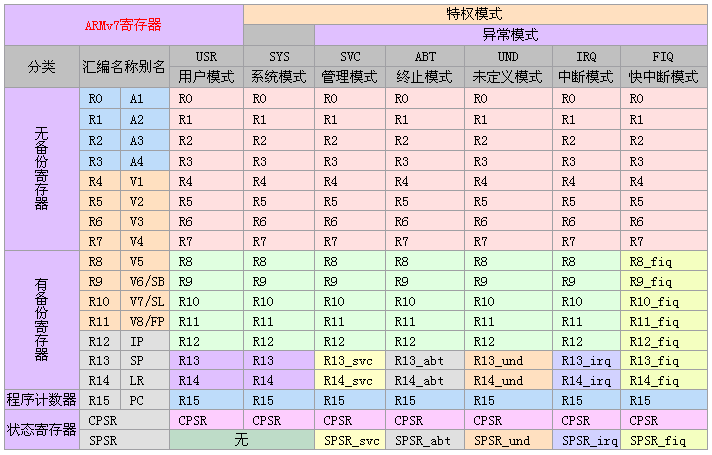 ARMv7寄存器 特权模式
异常模式
分类 汇编名称别名 USR SYS SVC ABT UND IRQ FIQ
用户模式 系统模式 管理模式 终止模式 未定义模式 中断模式 快中断模式
无备份寄存器 R0 A1 R0 R0 R0 R0 R0 R0 R0
R1 A2 R1 R1 R1 R1 R1 R1 R1
R2 A3 R2 R2 R2 R2 R2 R2 R2
R3 A4 R3 R3 R3 R3 R3 R3 R3
R4 V1 R4 R4 R4 R4 R4 R4 R4
R5 V2 R5 R5 R5 R5 R5 R5 R5
R6 V3 R6 R6 R6 R6 R6 R6 R6
R7 V4 R7 R7 R7 R7 R7 R7 R7
有备份寄存器 R8 V5 R8 R8 R8 R8 R8 R8 R8_fiq
R9 V6/SB R9 R9 R9 R9 R9 R9 R9_fiq
R10 V7/SL R10 R10 R10 R10 R10 R10 R10_fiq
R11 V8/FP R11 R11 R11 R11 R11 R11 R11_fiq
R12 IP R12 R12 R12 R12 R12 R12 R12_fiq
R13 SP R13 R13 R13_svc R13_abt R13_und R13_irq R13_fiq
R14 LR R14 R14 R14_svc R14_abt R14_und R14_irq R14_fiq
程序计数器 R15 PC R15 R15 R15 R15 R15 R15 R15
状态寄存器 CPSR CPSR CPSR CPSR CPSR CPSR CPSR CPSR
SPSR 无 SPSR_svc SPSR_abt SPSR_und SPSR_irq SPSR_fiq